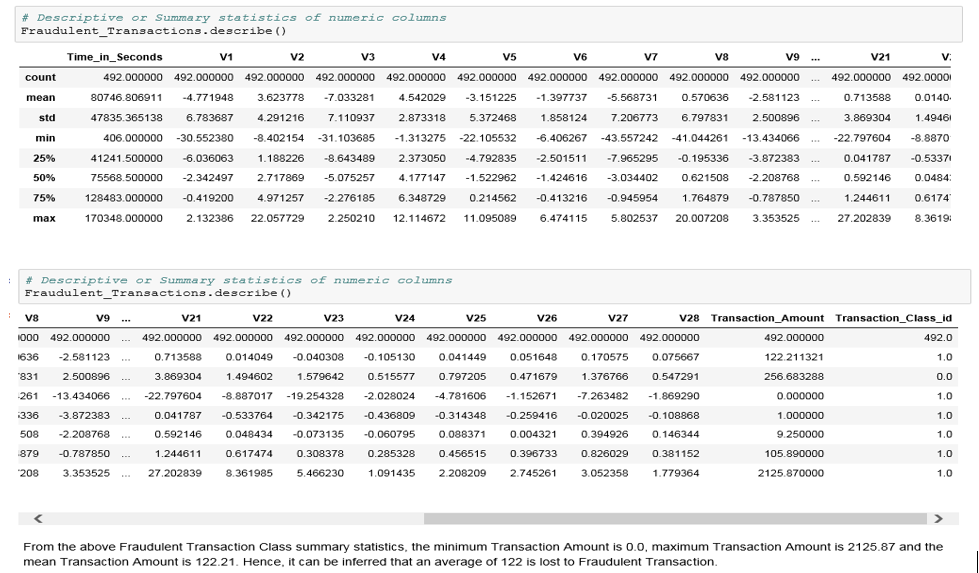 # Descriptive or Summary statistics of numeric columns
Fraudulent_Transactions.describe()
Time_in_Seconds V1 V2 V3 V4 V5 V6 V7 V8 V9 ... V21
count 492.000000 492.000000 492.000000 492.000000 492.000000 492.000000 492.000000 492.000000 492.000000 492.000000 ... 492.000000 492.0000
mean 80746.806911 -4.771948 3.623778 -7.033281 4.542029 -3.151225 -1.397737 -5.568731 0.570636 -2.581123 ... 0.713588 0.0140
std 47835.365138 6.783687 4.291216 7.110937 2.873318 5.372468 1.858124 7.206773 6.797831 2.500896 ... 3.869304 1.4946
min 406.000000 -30.552380 -8.402154 -31.103685 -1.313275 -22.105532 -6.406267 -43.557242 -41.044261 -13.434066 ... -22.797604 -8.8870
25% 41241.500000 -6.036063 1.188226 -8.643489 2.373050 -4.792835 -2.501511 -7.965295 -0.195336 -3.872383 ... 0.041787 -0.5337
50% 75568.500000 -2.342497 2.717869 -5.075257 4.177147 -1.522962 -1.424616 -3.034402 0.621508 -2.208768 ... 0.592146 0.0484
75% 128483.000000 -0.419200 4.971257 -2.276185 6.348729 0.214562 -0.413216 -0.945954 1.764879 -0.787850 ... 1.244611 0.6174
max 170348.000000 2.132386 22.057729 2.250210 12.114672 11.095089 6.474115 5.802537 20.007208 3.353525 ... 27.202839 8.3619
# Descriptive or Summary statistics of numeric columns
Fraudulent_Transactions.describe()
V8 V9 ... V21 V22 V23 V24 V25 V26 V27 V28 Transaction_Amount Transaction_Class_id
000 492.000000 ... 492.000000 492.000000 492.000000 492.000000 492.000000 492.000000 492.000000 492.000000 492.000000 492.0
636 -2.581123 ... 0.713588 0.014049 -0.040308 -0.105130 0.041449 0.051648 0.170575 0.075667 122.211321 1.0
831 2.500896 ... 3.869304 1.494602 1.579642 0.515577 0.797205 0.471679 1.376766 0.547291 256.683288 0.0
261 -13.434066 ... -22.797604 -8.887017 -19.254328 -2.028024 -4.781606 -1.152671 -7.263482 -1.869290 0.000000 1.0
336 -3.872383 ... 0.041787 -0.533764 -0.342175 -0.436809 -0.314348 -0.259416 -0.020025 -0.108868 1.000000 1.0
508 -2.208768 ... 0.592146 0.048434 -0.073135 -0.060795 0.088371 0.004321 0.394926 0.146344 9.250000 1.0
879 -0.787850 ... 1.244611 0.617474 0.308378 0.285328 0.456515 0.396733 0.826029 0.381152 105.890000 1.0
208 3.353525 ... 27.202839 8.361985 5.466230 1.091435 2.208209 2.745261 3.052358 1.779364 2125.870000 1.0
From the above Fraudulent Transaction Class summary statistics, the minimum Transaction Amount is 0.0, maximum Transaction Amount is 2125.87 and the
mean Transaction Amount is 122.21. Hence, it can be inferred that an average of 122 is lost to Fraudulent Transaction.